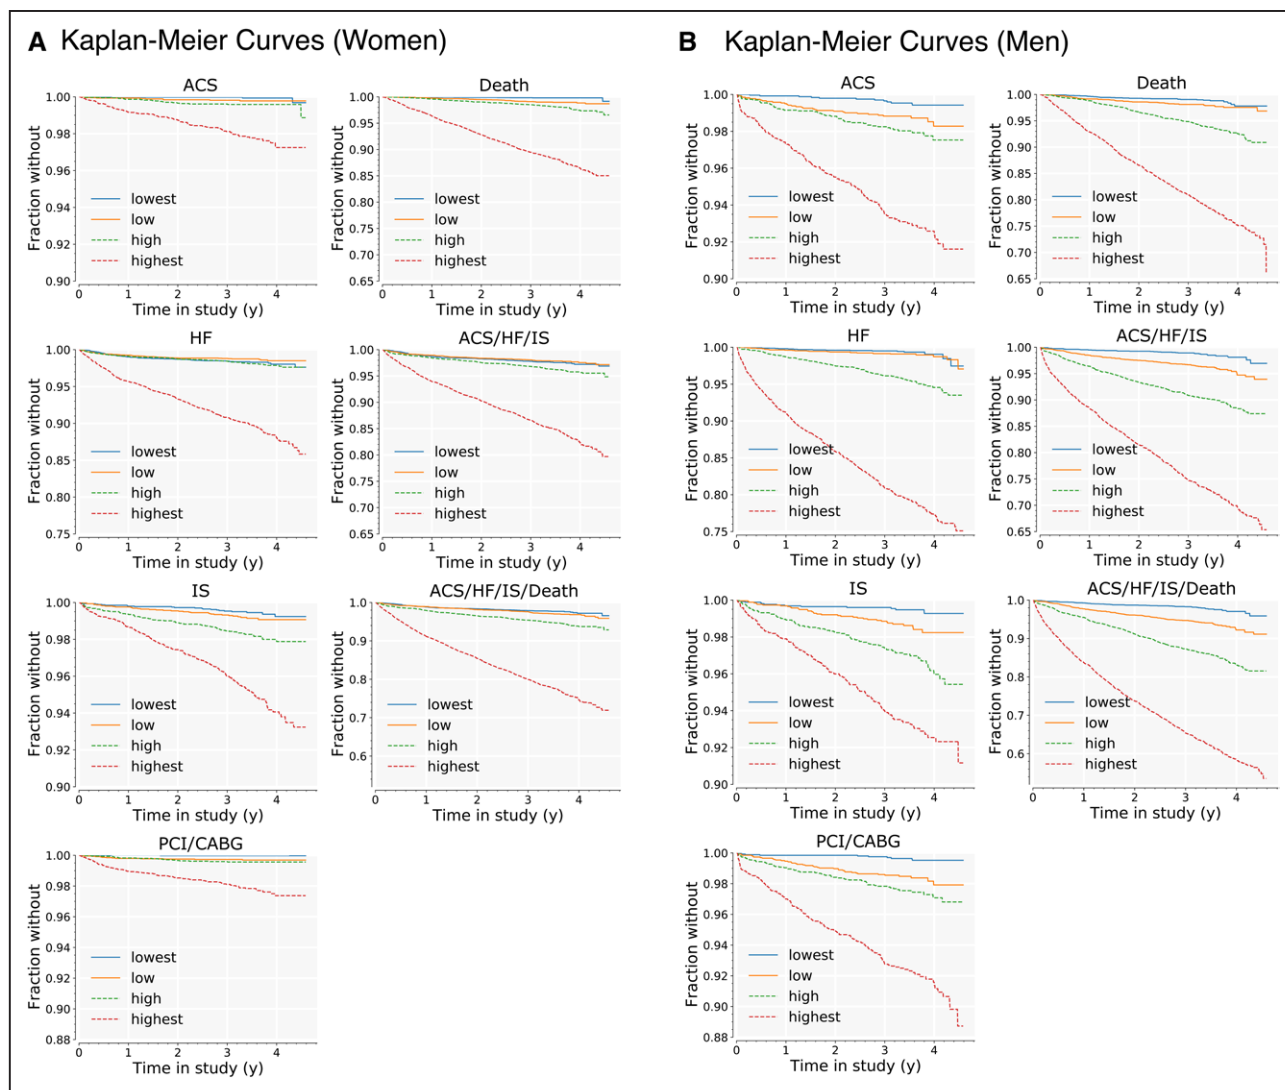 A Kaplan-Meier Curves (Women)
ACS
Fraction without
1.00
0.98
0.96
0.94
0.92
0.90
lowest
low
high
highest
0 1 2 3 4
Time in study (y)
Death
Fraction without
1.00
0.95
0.90
0.85
0.80
0.75
0.70
0.65
lowest
low
high
highest
0 1 2 3 4
Time in study (y)
HF
Fraction without
1.00
0.95
0.90
0.85
0.80
0.75
lowest
low
high
highest
0 1 2 3 4
Time in study (y)
ACS/HF/IS
Fraction without
1.00
0.95
0.90
0.85
0.80
0.75
0.70
0.65
lowest
low
high
highest
0 1 2 3 4
Time in study (y)
IS
Fraction without
1.00
0.98
0.96
0.94
0.92
0.90
lowest
low
high
highest
0 1 2 3 4
Time in study (y)
ACS/HF/IS/Death
Fraction without
1.0
0.9
0.8
0.7
0.6
lowest
low
high
highest
0 1 2 3 4
Time in study (y)
PCI/CABG
Fraction without
1.00
0.98
0.96
0.94
0.92
0.90
0.88
lowest
low
high
highest
0 1 2 3 4
Time in study (y)
B Kaplan-Meier Curves (Men)
ACS
Fraction without
1.00
0.98
0.96
0.94
0.92
0.90
lowest
low
high
highest
0 1 2 3 4
Time in study (y)
Death
Fraction without
1.00
0.95
0.90
0.85
0.80
0.75
0.70
0.65
lowest
low
high
highest
0 1 2 3 4
Time in study (y)
HF
Fraction without
1.00
0.95
0.90
0.85
0.80
0.75
lowest
low
high
highest
0 1 2 3 4
Time in study (y)
ACS/HF/IS
Fraction without
1.00
0.95
0.90
0.85
0.80
0.75
0.70
0.65
lowest
low
high
highest
0 1 2 3 4
Time in study (y)
IS
Fraction without
1.00
0.98
0.96
0.94
0.92
0.90
lowest
low
high
highest
0 1 2 3 4
Time in study (y)
ACS/HF/IS/Death
Fraction without
1.0
0.9
0.8
0.7
0.6
lowest
low
high
highest
0 1 2 3 4
Time in study (y)
PCI/CABG
Fraction without
1.00
0.98
0.96
0.94
0.92
0.90
0.88
lowest
low
high
highest
0 1 2 3 4
Time in study (y)